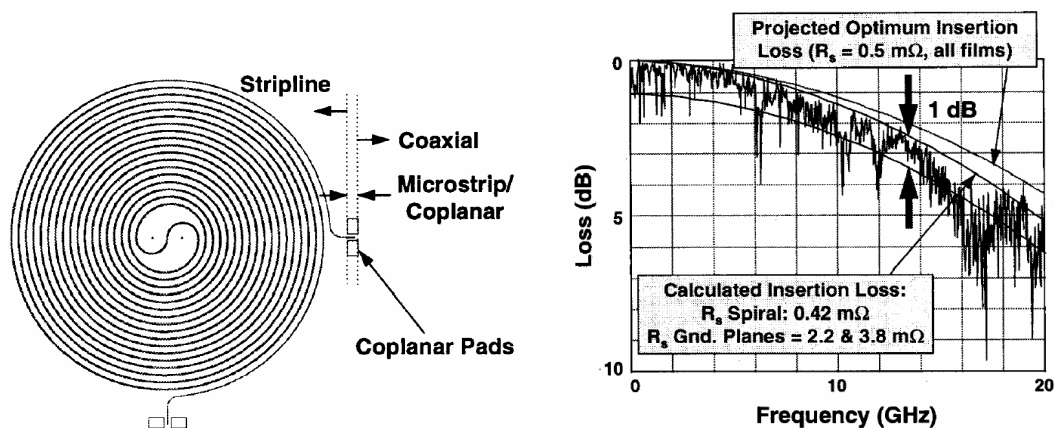 Stripline
Coaxial
Microstrip/
Coplanar
Coplanar Pads
Projected Optimum Insertion
Loss (Rs = 0.5 mΩ, all films)
0
1 dB
Loss (dB)
5
Calculated Insertion Loss:
Rs Spiral: 0.42 mΩ
Rs Gnd. Planes = 2.2 & 3.8 mΩ
10
0
10
20
Frequency (GHz)